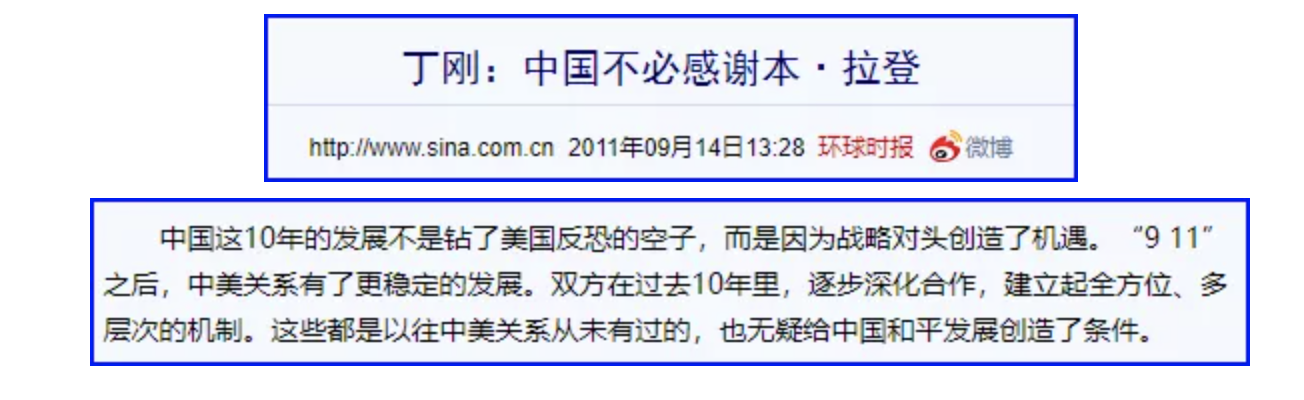 丁刚：中国不必感谢本·拉登
http://www.sina.com.cn 2011年09月14日13:28 环球时报 微博
中国这10年的发展不是钻了美国反恐的空子，而是因为战略对头创造了机遇。“9 11”
之后，中美关系有了更稳定的发展。双方在过去10年里，逐步深化合作，建立起全方位、多
层次的机制。这些都是以往中美关系从未有过的，也无疑给中国和平发展创造了条件。